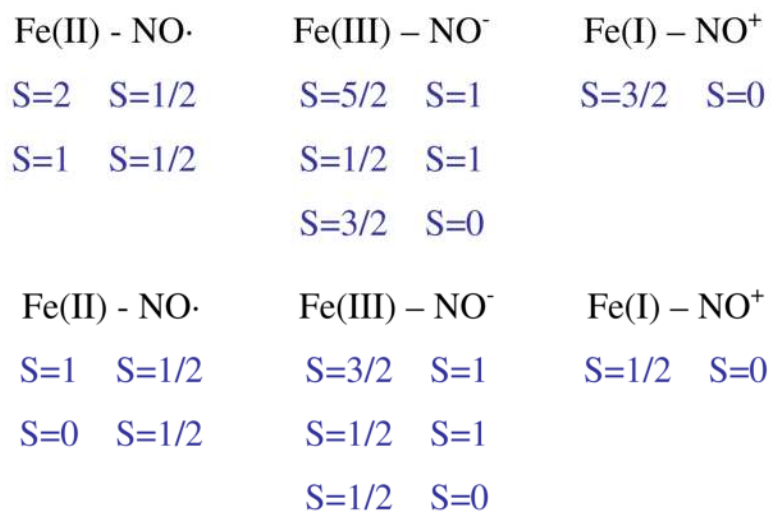 Fe(II) - NO· Fe(III) – NO⁻ Fe(I) – NO⁺
S=2 S=1/2 S=5/2 S=1 S=3/2 S=0
S=1 S=1/2 S=1/2 S=1
S=3/2 S=0
Fe(II) - NO· Fe(III) – NO⁻ Fe(I) – NO⁺
S=1 S=1/2 S=3/2 S=1 S=1/2 S=0
S=0 S=1/2 S=1/2 S=1
S=1/2 S=0